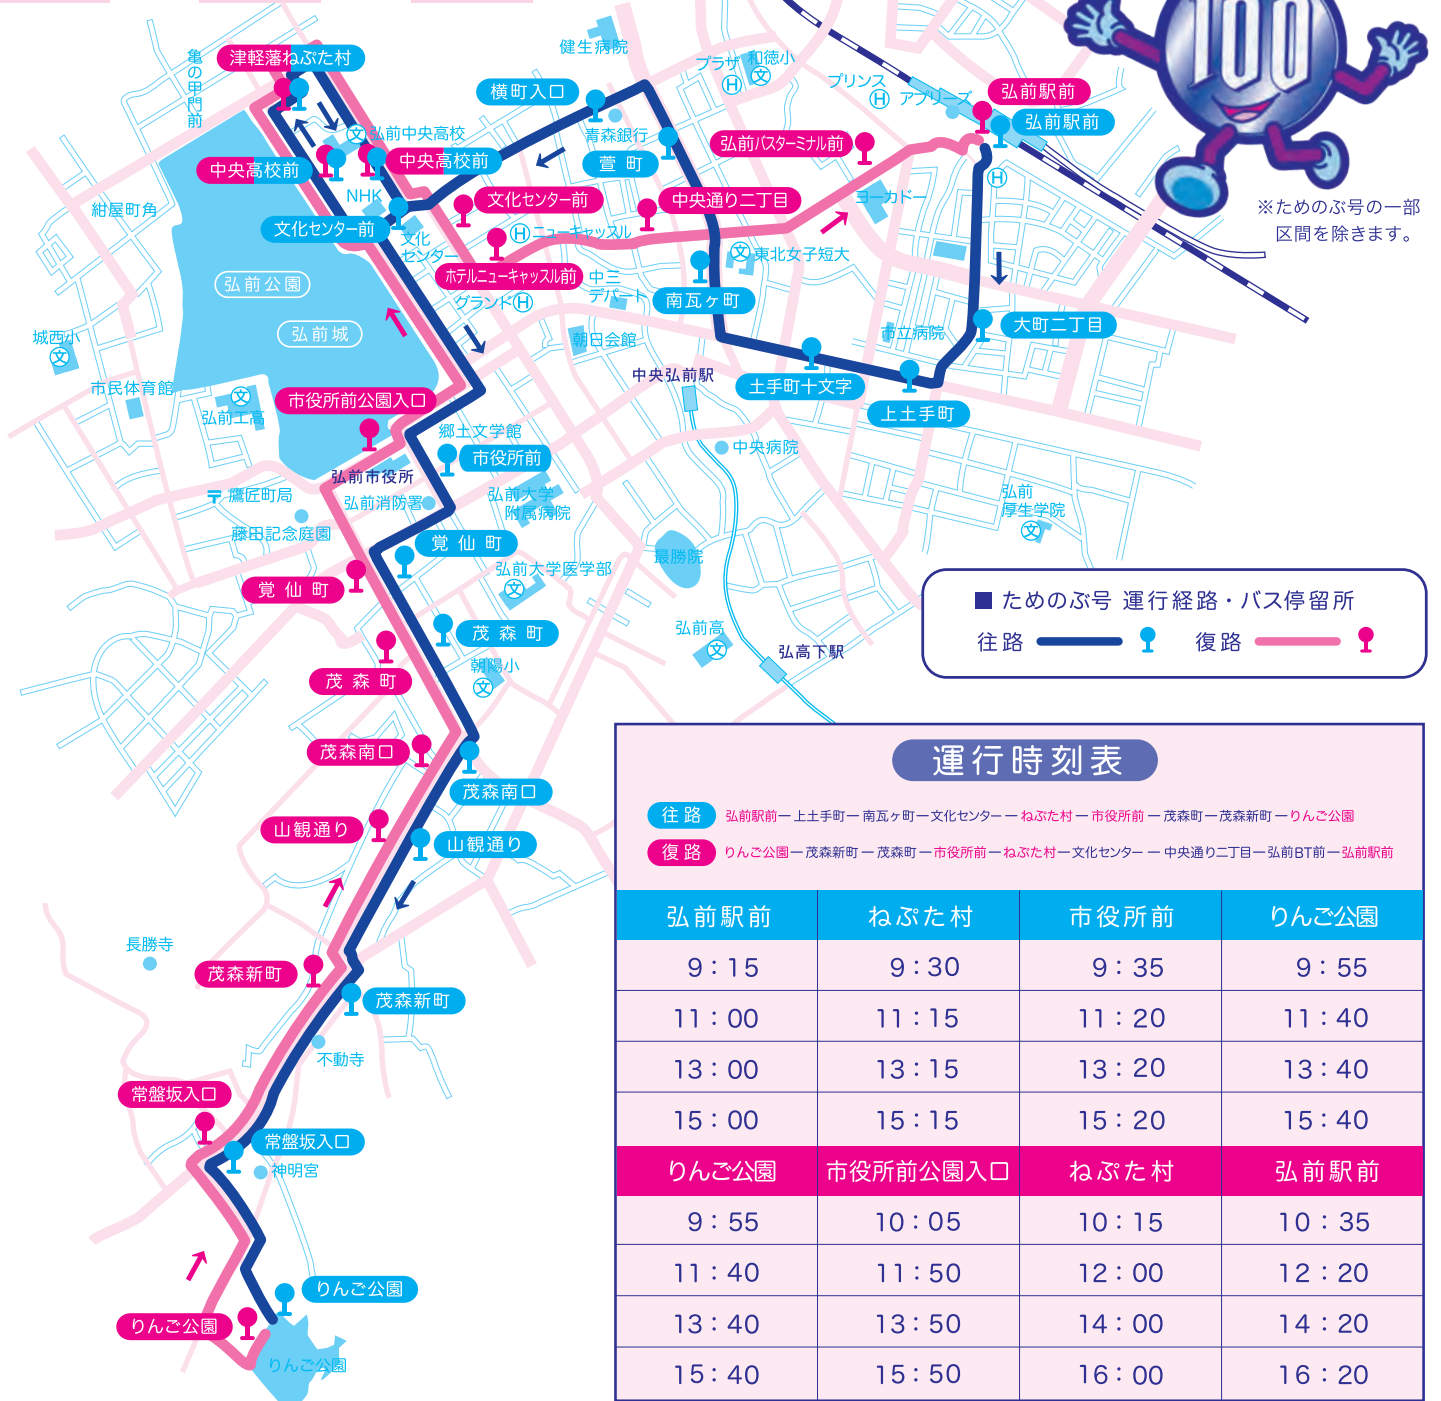 100
※ためのぶ号の一部
区間を除きます。
亀の甲門前
津軽藩ねぷた村
健生病院
プラザ
Ⓗ
和徳小
文
プリンス
Ⓗ
アプリーズ
弘前駅前
弘前駅前
横町入口
青森銀行
萱町
弘前バスターミナル前
文
弘前中央高校
中央高校前
中央高校前
NHK
文化センター前
中央通り二丁目
ヨーカドー
Ⓗ
紺屋町角
文化センター前
文化
センター
Ⓗ
ニューキャッスル
文
東北女子短大
ホテルニューキャッスル前
中三
デパート
グランドⒽ
南瓦ヶ町
弘前公園
弘前城
大町二丁目
市立病院
城西小
文
朝日会館
中央弘前駅
土手町十文字
上土手町
市民体育館
文
弘前工高
市役所前公園入口
郷土文学館
市役所前
中央病院
弘前市役所
〒鷹匠町局
弘前消防署
弘前大学
附属病院
弘前
厚生学院
文
藤田記念庭園
覚仙町
最勝院
覚仙町
弘前大学医学部
文
茂森町
弘前高
文
弘高下駅
茂森町
朝陽小
文
■ためのぶ号 運行経路・バス停留所
往路
復路
茂森南口
茂森南口
山観通り
山観通り
長勝寺
茂森新町
茂森新町
不動寺
常盤坂入口
常盤坂入口
神明宮
りんご公園
りんご公園
りんご公園
運行時刻表
往路 弘前駅前ー上土手町ー南瓦ヶ町ー文化センターーねぷた村ー市役所前ー茂森町ー茂森新町ーりんご公園
復路 りんご公園ー茂森新町ー茂森町ー市役所前ーねぷた村ー文化センターー中央通り二丁目ー弘前BT前ー弘前駅前
弘前駅前 ねぷた村 市役所前 りんご公園
9：15 9：30 9：35 9：55
11：00 11：15 11：20 11：40
13：00 13：15 13：20 13：40
15：00 15：15 15：20 15：40
りんご公園 市役所前公園入口 ねぷた村 弘前駅前
9：55 10：05 10：15 10：35
11：40 11：50 12：00 12：20
13：40 13：50 14：00 14：20
15：40 15：50 16：00 16：20